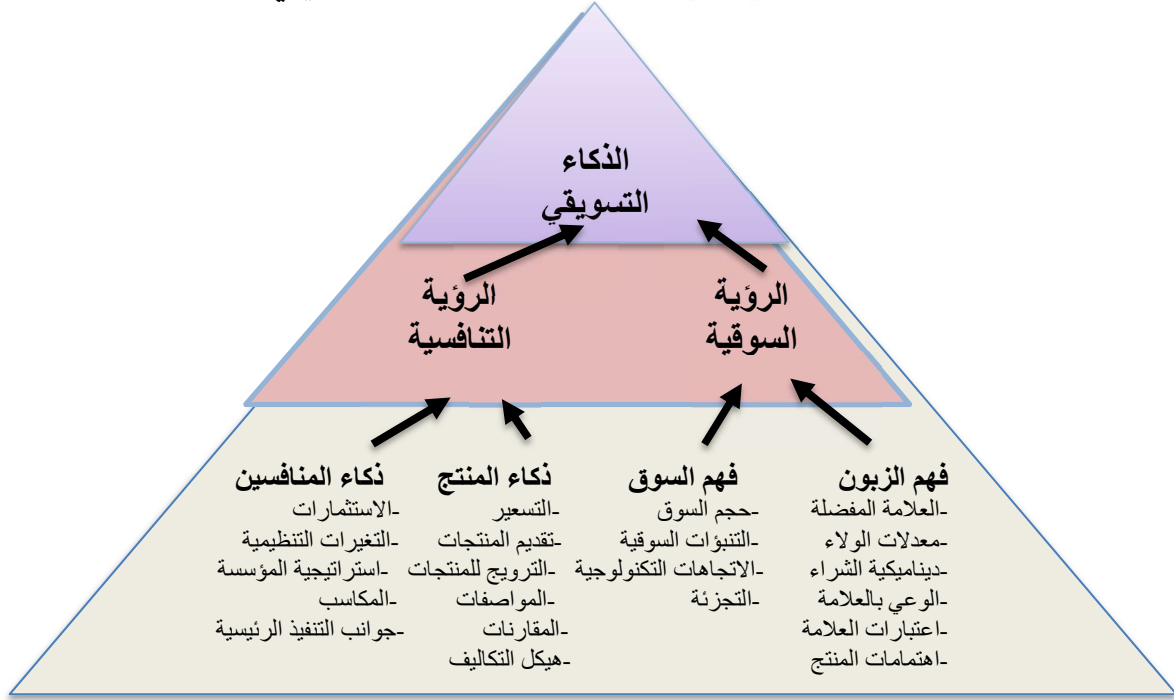 الذكاء
التسويقي
الرؤية
السوقية
الرؤية
التنافسية
فهم الزبون
-العلامة المفضلة
-معدلات الولاء
-ديناميكية الشراء
-الوعي بالعلامة
-اعتبارات العلامة
-اهتمامات المنتج
فهم السوق
-حجم السوق
-التنبؤات السوقية
-الاتجاهات التكنولوجية
-التجزئة
ذكاء المنتج
-التسعير
-تقديم المنتجات
-الترويج للمنتجات
-المواصفات
-المقارنات
-هيكل التكاليف
ذكاء المنافسين
-الاستثمارات
-التغيرات التنظيمية
-استراتيجية المؤسسة
-المكاسب
-جوانب التنفيذ الرئيسية